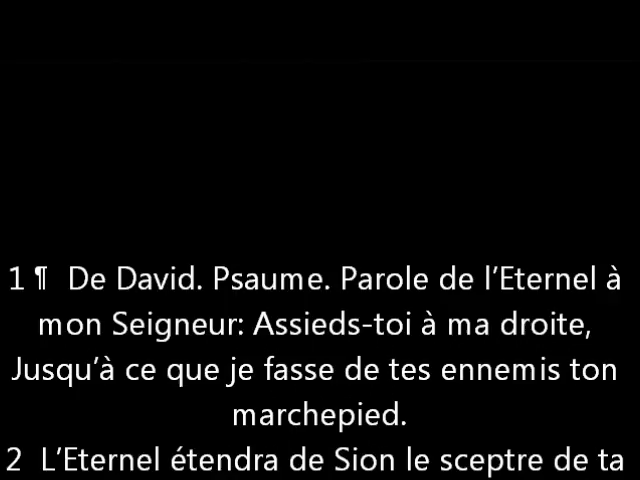 1 ¶ De David. Psaume. Parole de l’Eternel à
mon Seigneur: Assieds-toi à ma droite,
Jusqu’à ce que je fasse de tes ennemis ton
marchepied.
2 L’Eternel étendra de Sion le sceptre de ta